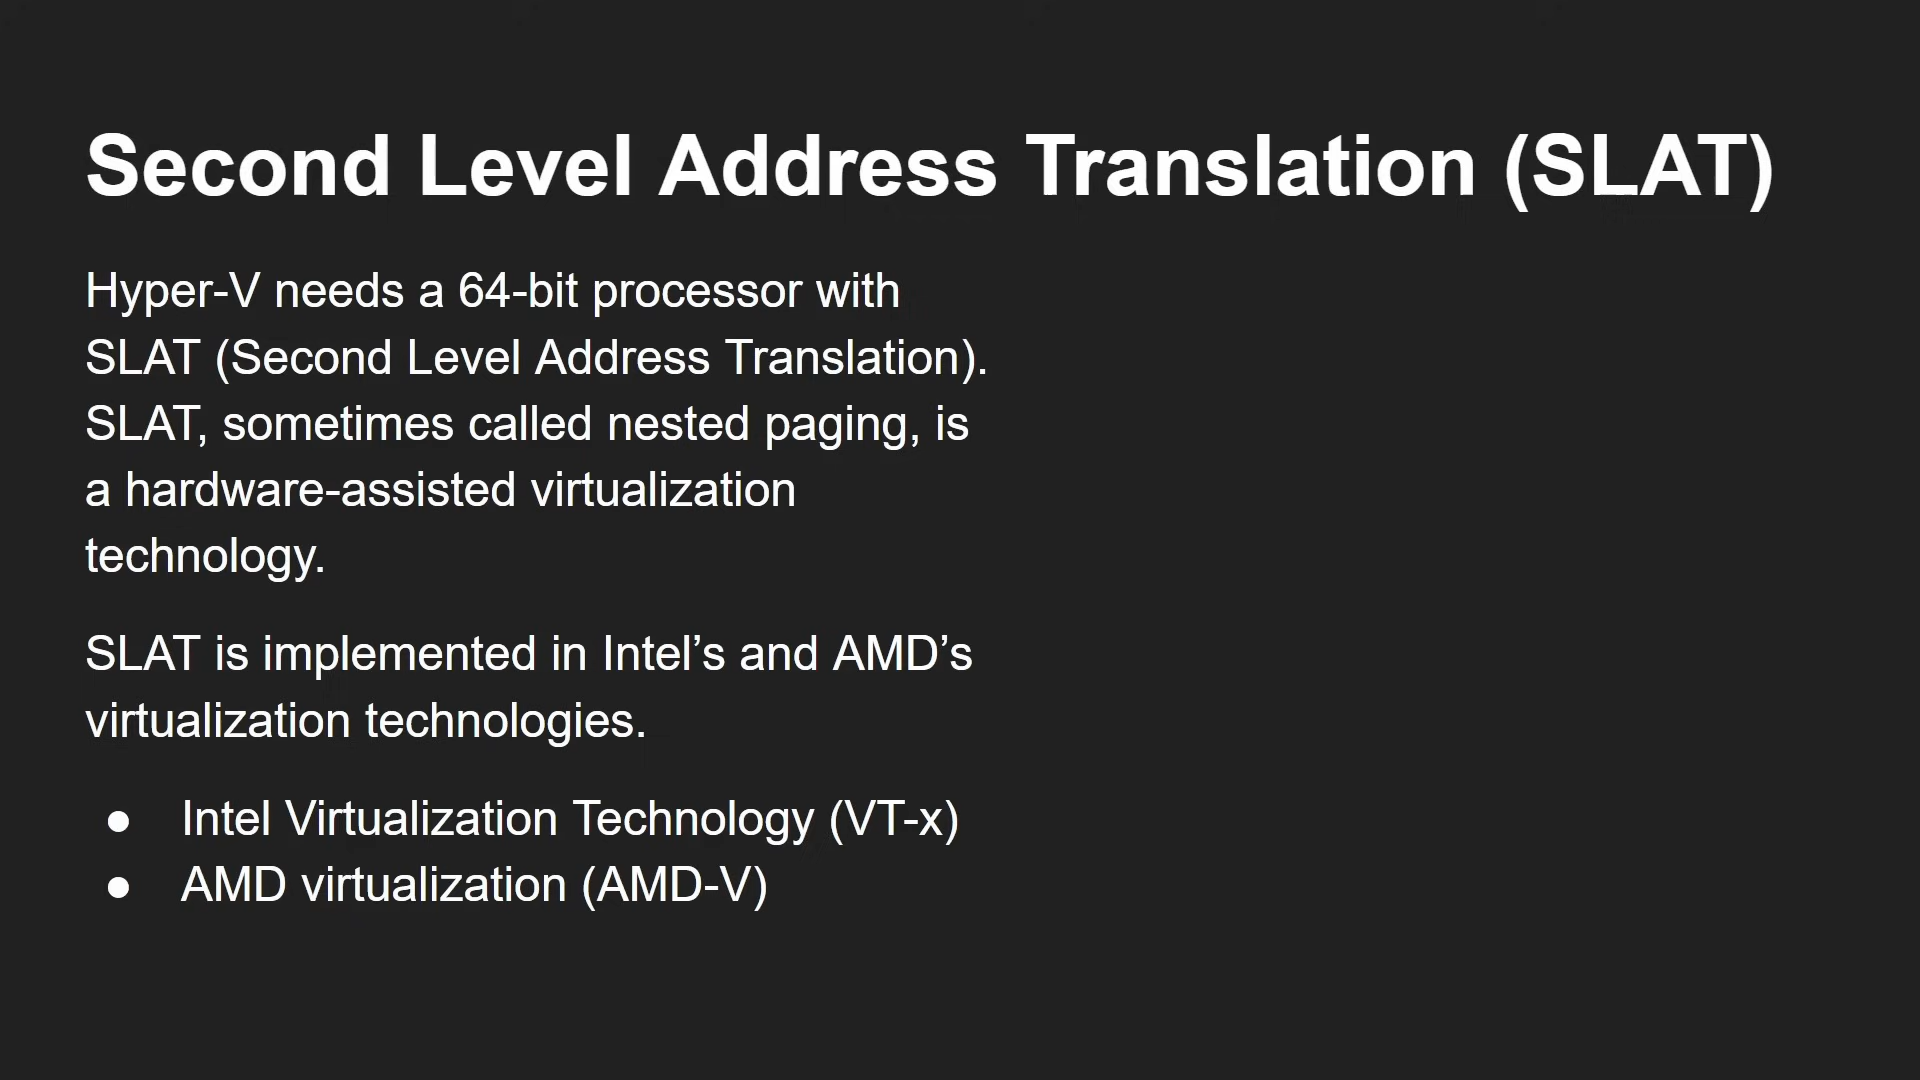 Second Level Address Translation (SLAT)
Hyper-V needs a 64-bit processor with
SLAT (Second Level Address Translation).
SLAT, sometimes called nested paging, is
a hardware-assisted virtualization
technology.
SLAT is implemented in Intel’s and AMD’s
virtualization technologies.
● Intel Virtualization Technology (VT-x)
● AMD virtualization (AMD-V)